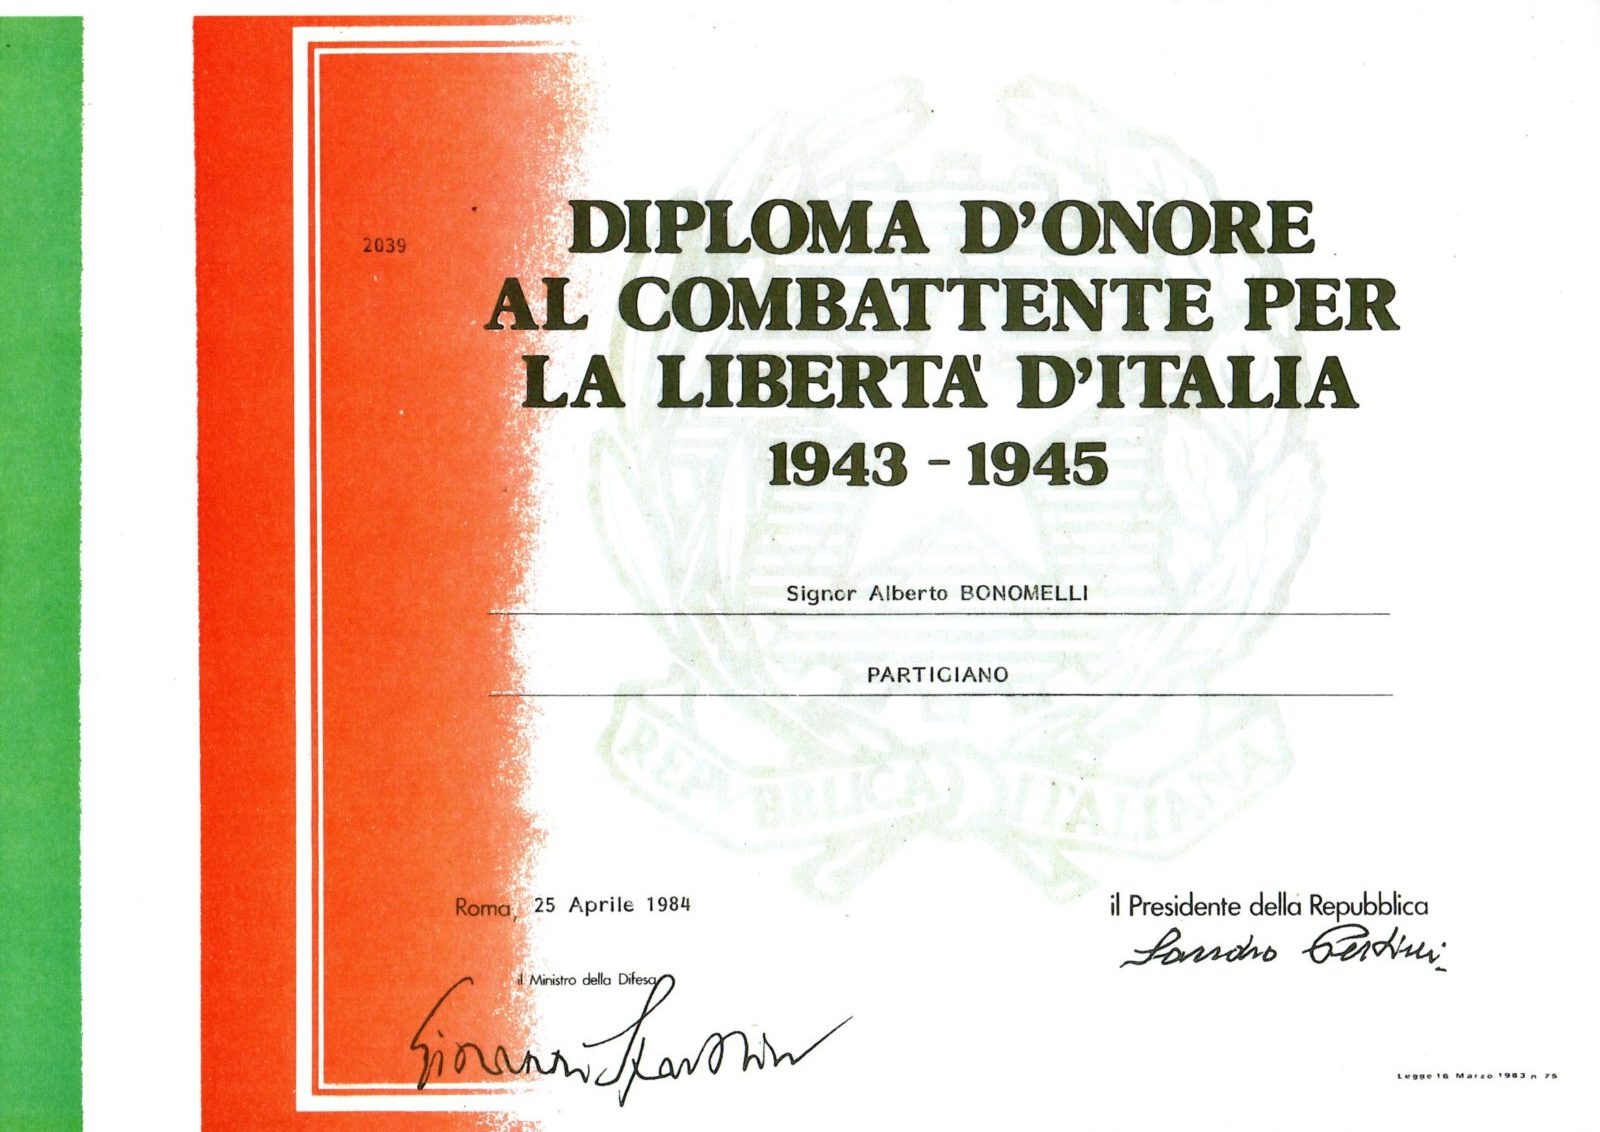 2039
DIPLOMA D'ONORE
AL COMBATTENTE PER
LA LIBERTA' D'ITALIA
1943 - 1945
Signor Alberto BONOMELLI
PARTIGIANO
REPVBBLICA ITALIANA
Roma, 25 Aprile 1984
il Presidente della Repubblica
Sandro Pertini
il Ministro della Difesa
Giovanni Spadolini
Legge 16 Marzo 1983 n 75